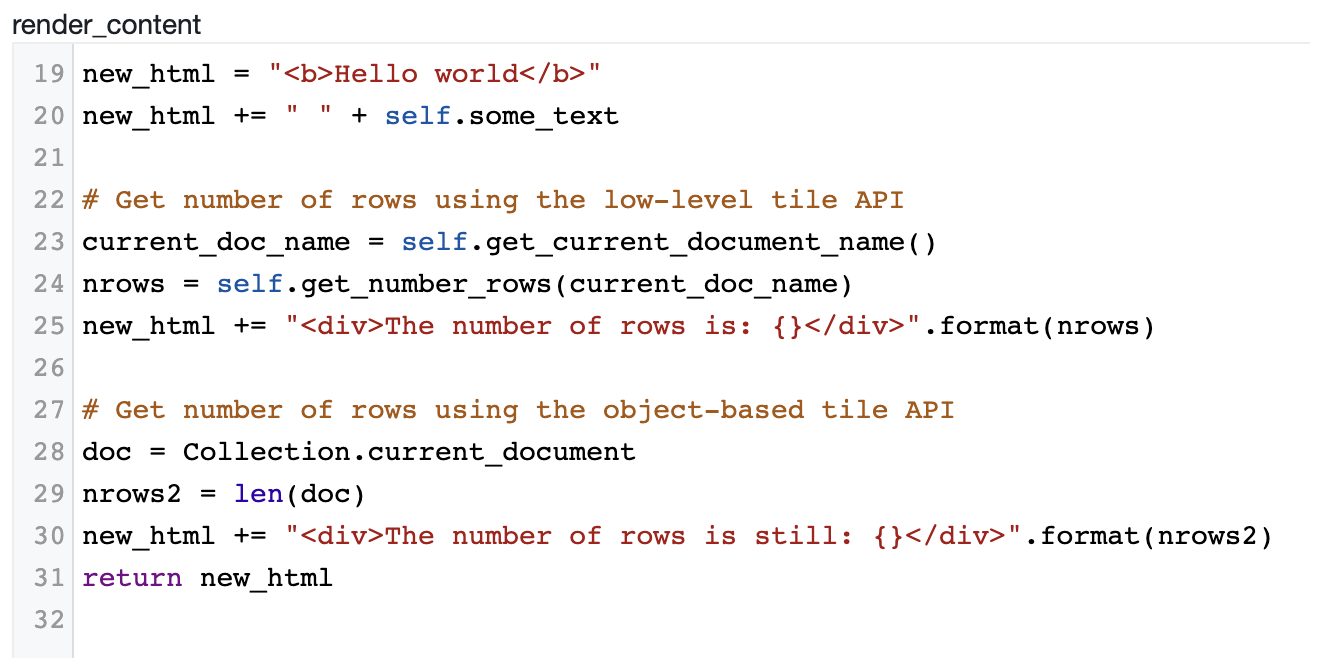 render_content
19 new_html = "<b>Hello world</b>"
20 new_html += " " + self.some_text
21
22 # Get number of rows using the low-level tile API
23 current_doc_name = self.get_current_document_name()
24 nrows = self.get_number_rows(current_doc_name)
25 new_html += "<div>The number of rows is: {}</div>".format(nrows)
26
27 # Get number of rows using the object-based tile API
28 doc = Collection.current_document
29 nrows2 = len(doc)
30 new_html += "<div>The number of rows is still: {}</div>".format(nrows2)
31 return new_html
32